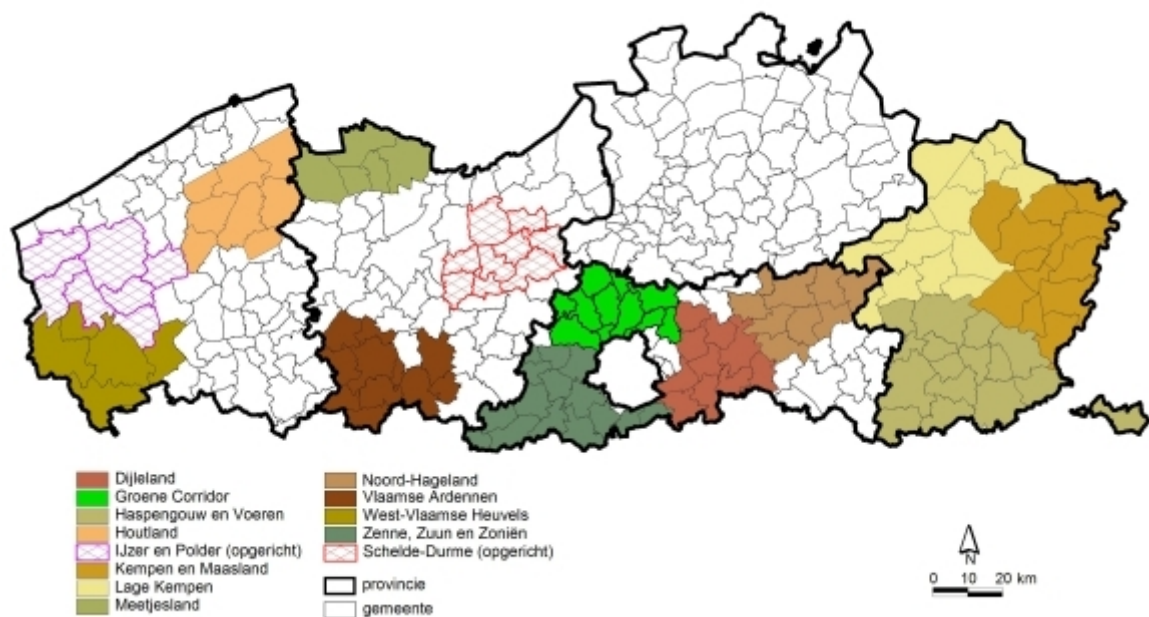 Dijleland
Groene Corridor
Haspengouw en Voeren
Houtland
IJzer en Polder (opgericht)
Kempen en Maasland
Lage Kempen
Meetjesland
Noord-Hageland
Vlaamse Ardennen
West-Vlaamse Heuvels
Zenne, Zuun en Zoniën
Schelde-Durme (opgericht)
provincie
gemeente
N
0 10 20 km